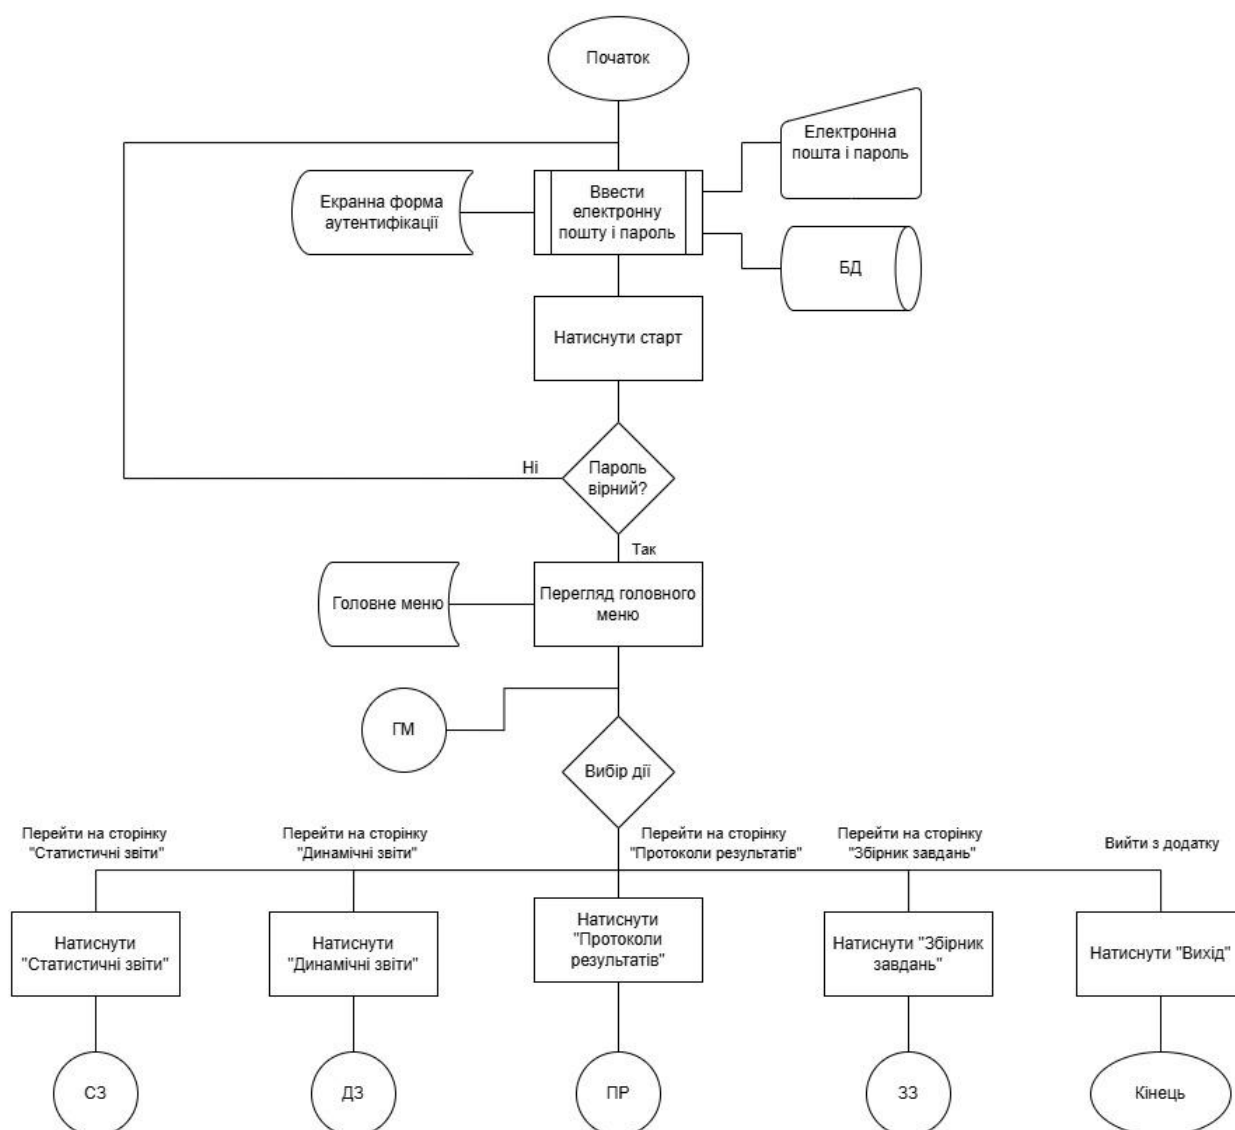 Початок
Електронна
пошта і пароль
Екранна форма
аутентифікації
Ввести
електронну
пошту і пароль
БД
Натиснути старт
Ні
Пароль
вірний?
Так
Головне меню
Перегляд головного
меню
ГМ
Вибір дії
Перейти на сторінку
"Статистичні звіти"
Перейти на сторінку
"Динамічні звіти"
Перейти на сторінку
"Протоколи результатів"
Перейти на сторінку
"Збірник завдань"
Вийти з додатку
Натиснути
"Статистичні звіти"
Натиснути
"Динамічні звіти"
Натиснути
"Протоколи
результатів"
Натиснути "Збірник
завдань"
Натиснути "Вихід"
СЗ
ДЗ
ПР
ЗЗ
Кінець